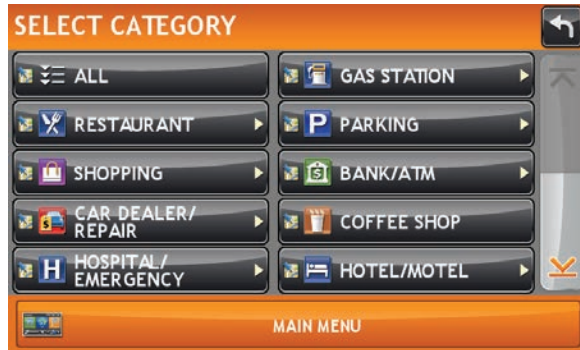 SELECT CATEGORY
ALL
GAS STATION
RESTAURANT
P PARKING
SHOPPING
$ BANK/ATM
$ CAR DEALER/
REPAIR
COFFEE SHOP
H HOSPITAL/
EMERGENCY
HOTEL/MOTEL
MAIN MENU